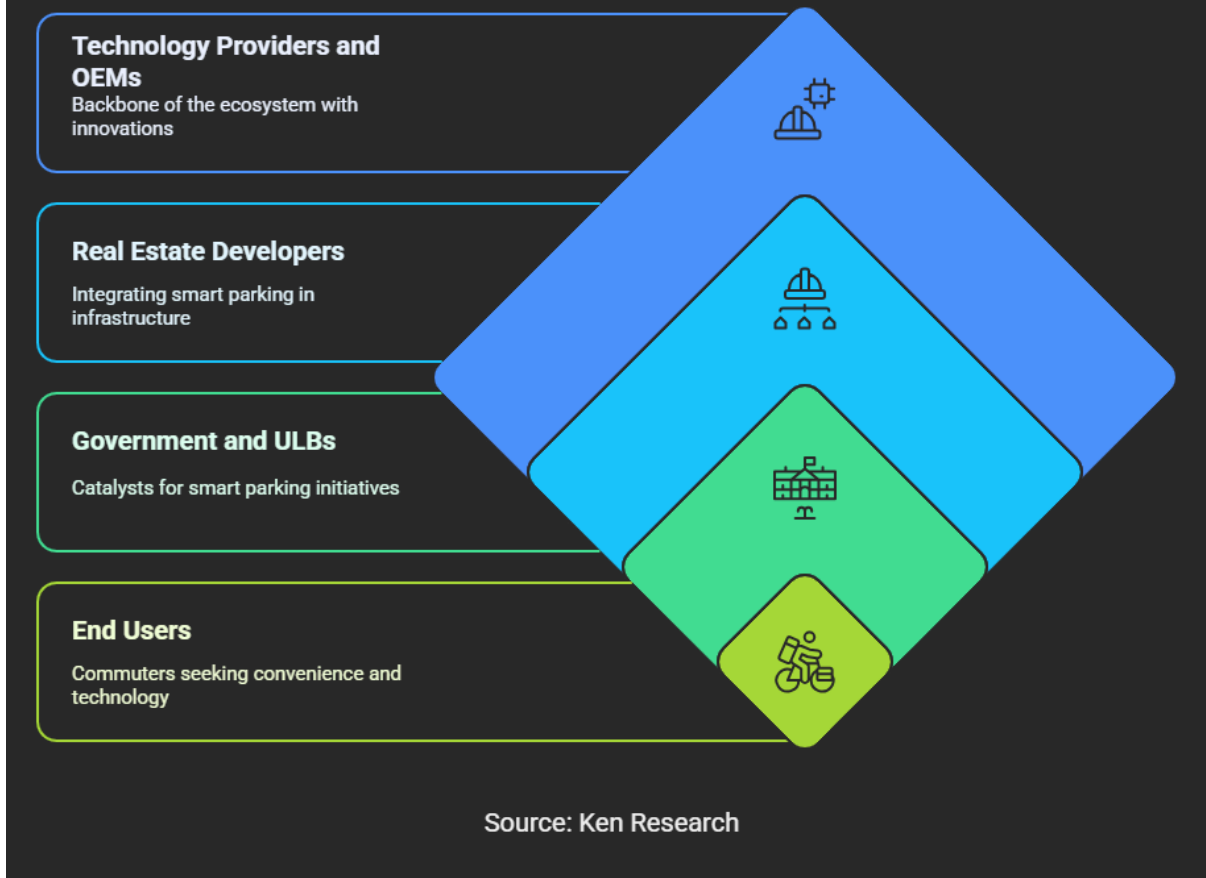 Technology Providers and
OEMs
Backbone of the ecosystem with
innovations
Real Estate Developers
Integrating smart parking in
infrastructure
Government and ULBs
Catalysts for smart parking initiatives
End Users
Commuters seeking convenience and
technology
Source: Ken Research